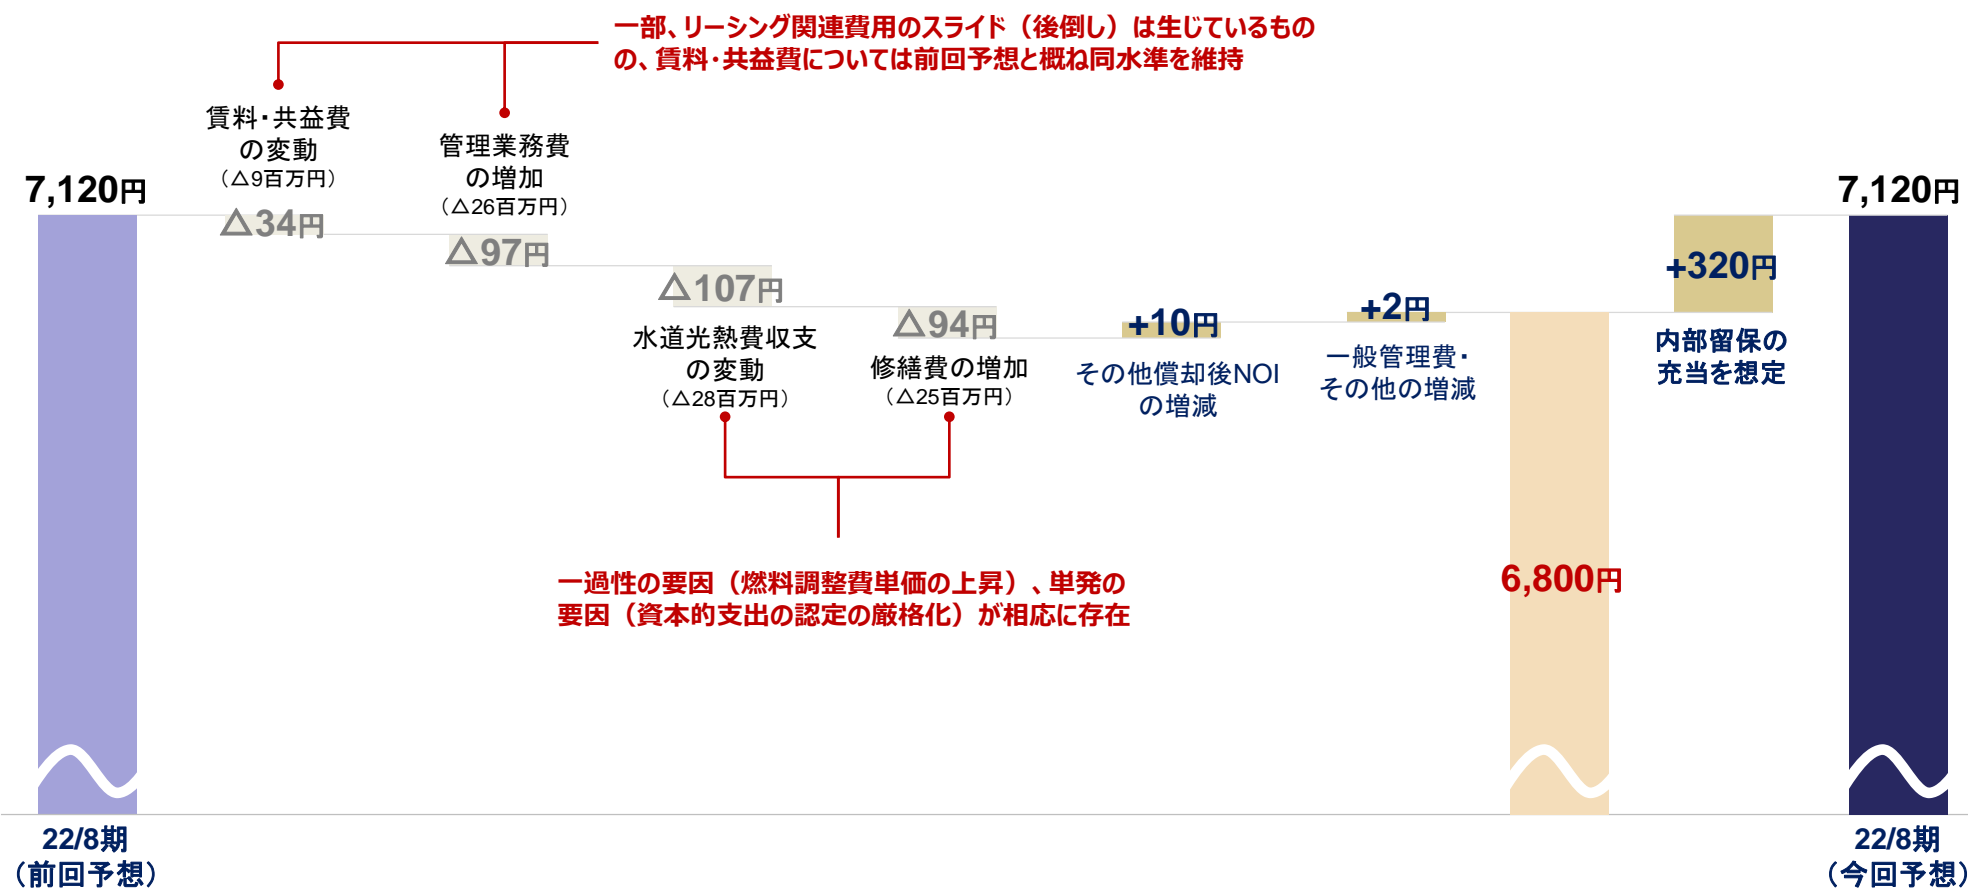 一部、リーシング関連費用のスライド（後倒し）は生じているもの
の、賃料・共益費については前回予想と概ね同水準を維持
賃料・共益費
の変動
（△9百万円）
管理業務費
の増加
（△26百万円）
7,120円
△34円
△97円
△107円
水道光熱費収支
の変動
（△28百万円）
△94円
修繕費の増加
（△25百万円）
+10円
その他償却後NOI
の増減
+2円
一般管理費・
その他の増減
6,800円
+320円
内部留保の
充当を想定
7,120円
一過性の要因（燃料調整費単価の上昇）、単発の
要因（資本的支出の認定の厳格化）が相応に存在
22/8期
（前回予想）
22/8期
（今回予想）